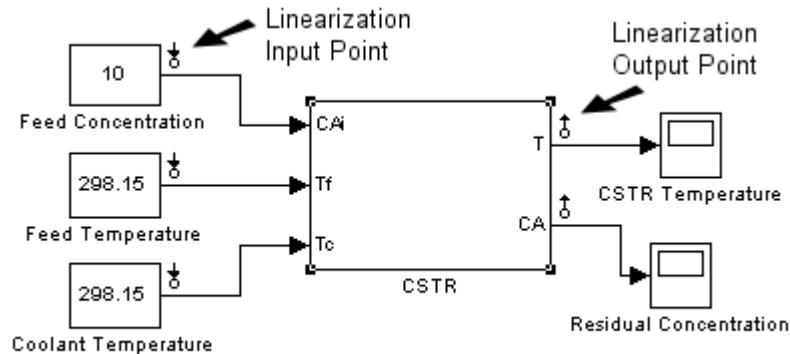 Linearization
Input Point
Linearization
Output Point
10
Feed Concentration
CAi
T
CSTR Temperature
298.15
Tf
Feed Temperature
CA
298.15
Tc
CSTR
Coolant Temperature
Residual Concentration